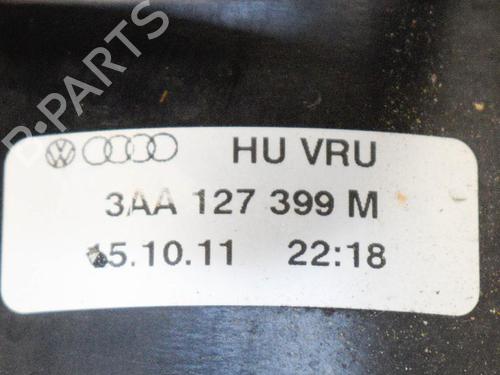 B-PARTS
HU VRU
3AA 127 399 M
5.10.11 22:18